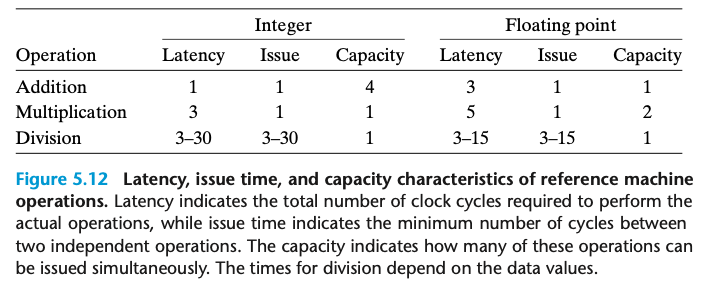 Integer Floating point
Operation Latency Issue Capacity Latency Issue Capacity
Addition 1 1 4 3 1 1
Multiplication 3 1 1 5 1 2
Division 3–30 3–30 1 3–15 3–15 1
Figure 5.12 Latency, issue time, and capacity characteristics of reference machine
operations. Latency indicates the total number of clock cycles required to perform the
actual operations, while issue time indicates the minimum number of cycles between
two independent operations. The capacity indicates how many of these operations can
be issued simultaneously. The times for division depend on the data values.